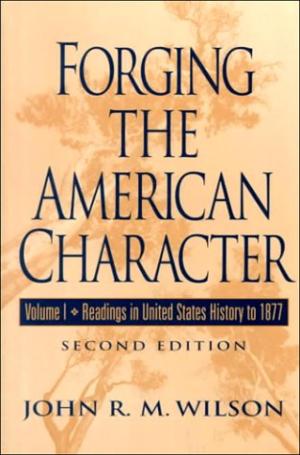 FORGING
THE
AMERICAN
CHARACTER
Volume I ❖ Readings in United States History to 1877
SECOND EDITION
JOHN R. M. WILSON